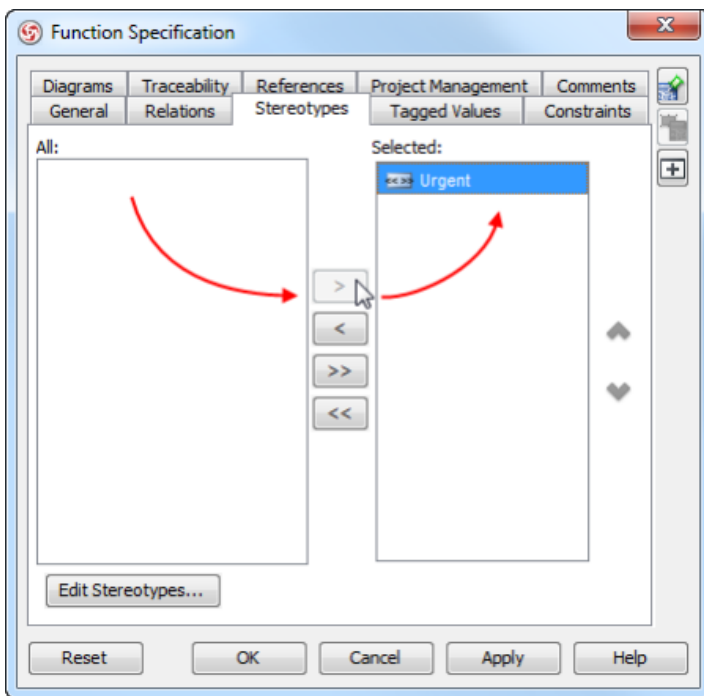 Function Specification
Diagrams Traceability References Project Management Comments
General Relations Stereotypes Tagged Values Constraints
All: Selected:
<<>> Urgent
>
<
>>
<<
Edit Stereotypes...
Reset OK Cancel Apply Help